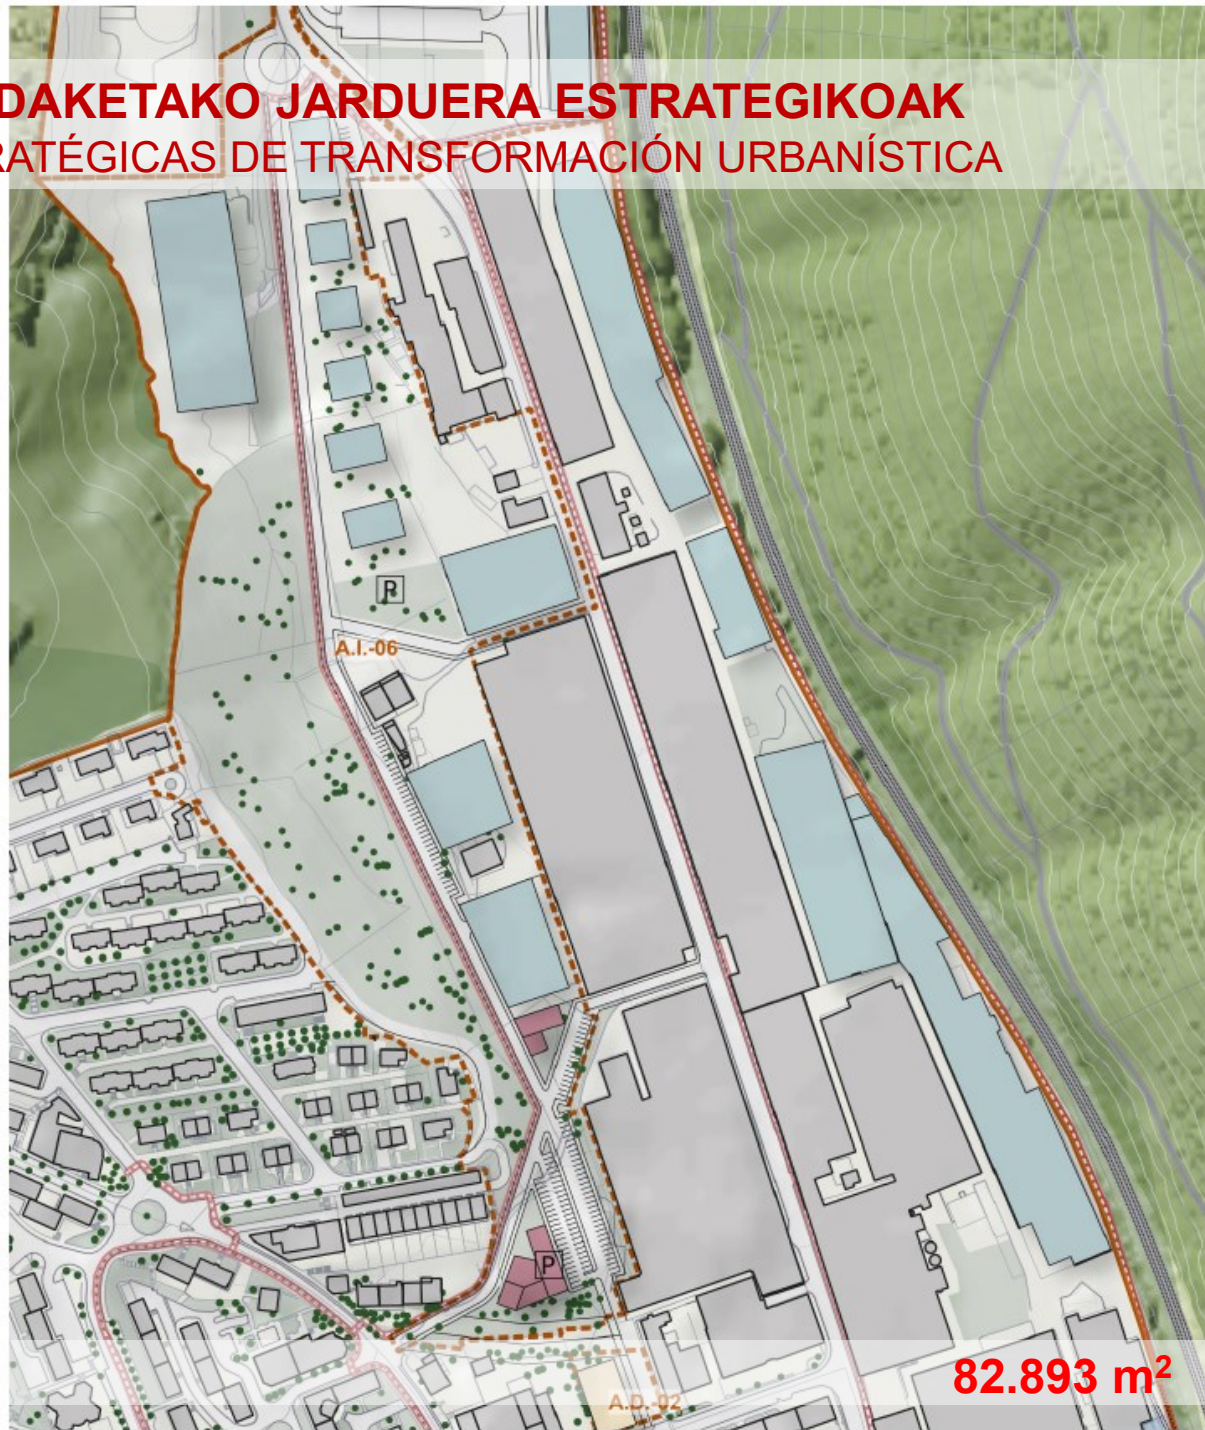 DAKETAKO JARDUERA ESTRATEGIKOAK
RATÉGICAS DE TRANSFORMACIÓN URBANÍSTICA
P
A.I.-06
P
82.893 m²
A.D.-02